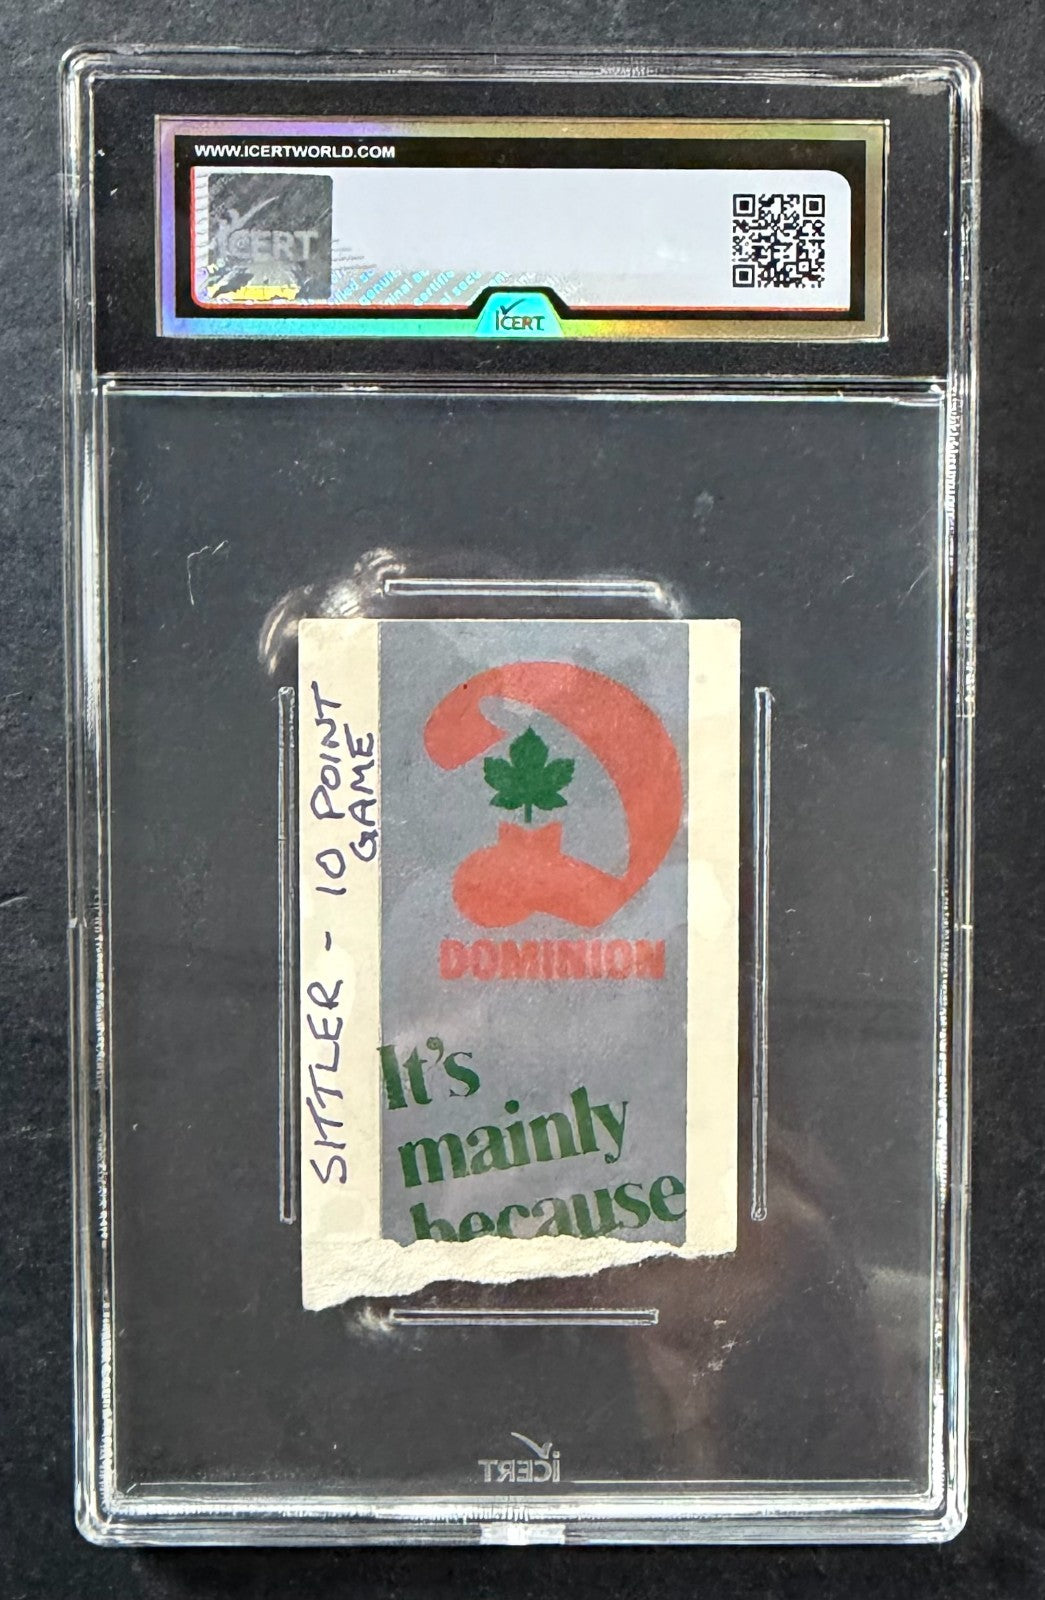 WWW.ICERTWORLD.COM
iCERT
iCERT
SITTLER - 10 POINT
GAME
DOMINION
It's
mainly
because
iCERT